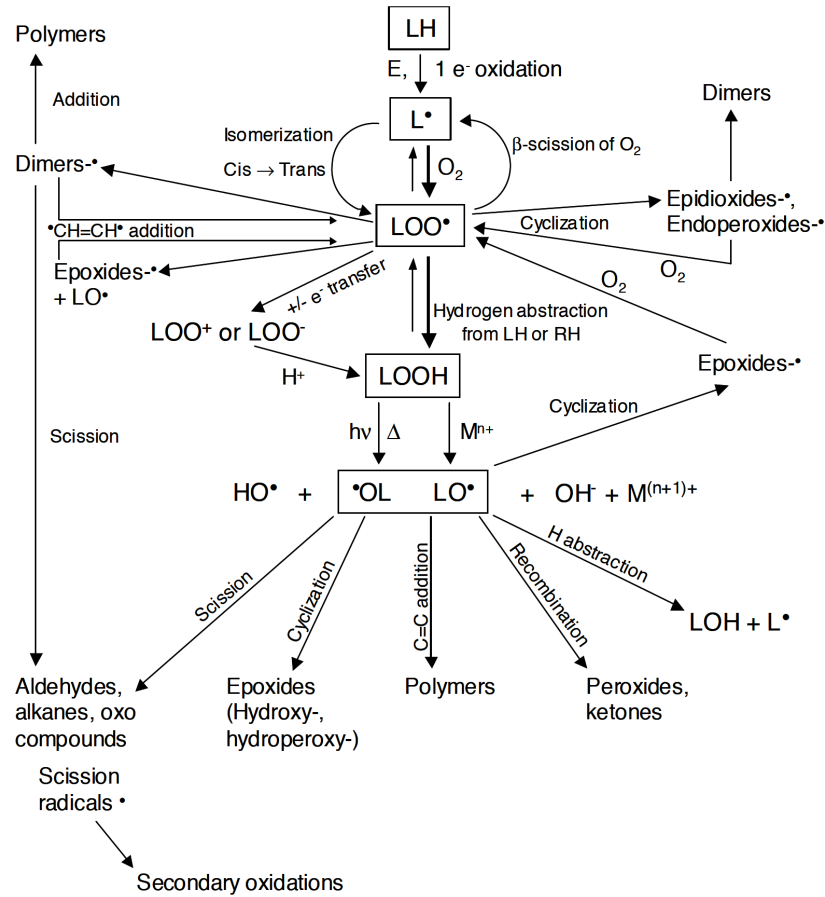 Polymers
LH
E, 1 e⁻ oxidation
Addition
Dimers
L•
Isomerization
Cis → Trans
β-scission of O₂
O₂
Dimers-•
Epidioxides-•,
Endoperoxides-•
LOO•
Cyclization
•CH=CH• addition
O₂
Epoxides-•
+ LO•
O₂
+/- e⁻ transfer
Hydrogen abstraction
from LH or RH
LOO⁺ or LOO⁻
Epoxides-•
H⁺
LOOH
Cyclization
Scission
hν Δ
Mⁿ⁺
HO• + •OL LO• + OH⁻ + M⁽ⁿ⁺¹⁾⁺
H abstraction
Scission
Cyclization
C=C addition
Recombination
LOH + L•
Aldehydes,
alkanes, oxo
compounds
Epoxides
(Hydroxy-,
hydroperoxy-)
Polymers
Peroxides,
ketones
Scission
radicals •
Secondary oxidations